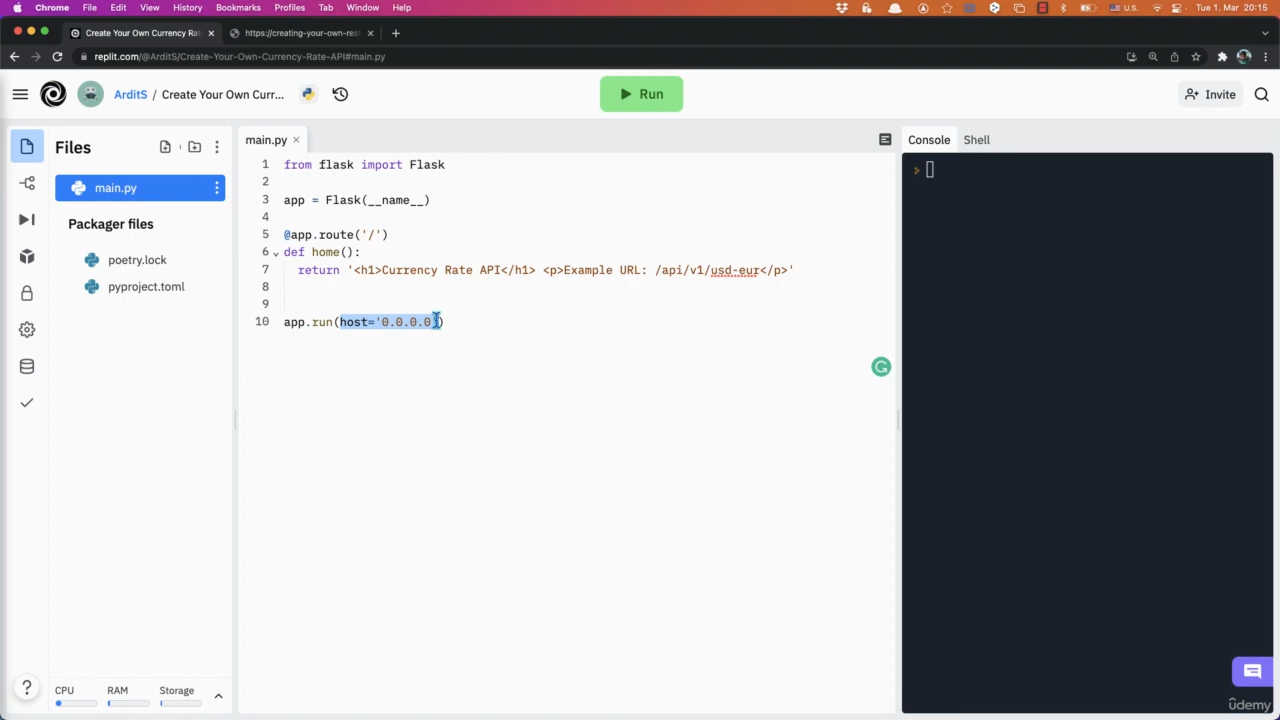 Chrome File Edit View History Bookmarks Profiles Tab Window Help U.S. Tue 1. Mar. 20:15
Create Your Own Currency Ra × https://creating-your-own-rest × +
replit.com/@ArditS/Create-Your-Own-Currency-Rate-API#main.py
ArditS / Create Your Own Curr... Run Invite
Files
main.py
Packager files
poetry.lock
pyproject.toml
CPU RAM Storage
?
main.py ×
1 from flask import Flask
2
3 app = Flask(__name__)
4
5 @app.route('/')
6 def home():
7 return '<h1>Currency Rate API</h1> <p>Example URL: /api/v1/usd-eur</p>'
8
9
10 app.run(host='0.0.0.0')
Console Shell
>
udemy